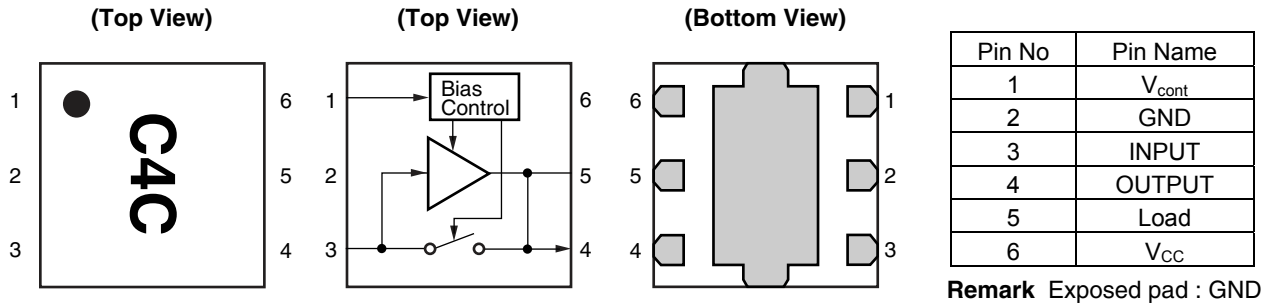 (Top View)
1
2
3
C4C
6
5
4
(Top View)
1
2
3
Bias
Control
6
5
4
(Bottom View)
6
5
4
1
2
3
Pin No Pin Name
1 Vcont
2 GND
3 INPUT
4 OUTPUT
5 Load
6 VCC
Remark Exposed pad : GND